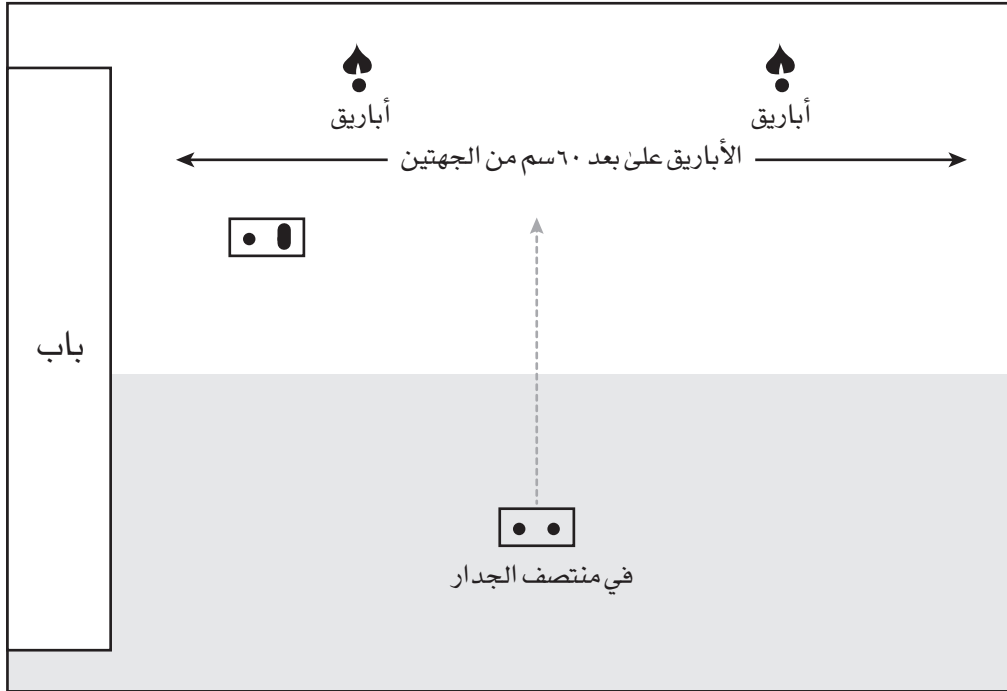 أباريق
أباريق
الأباريق علىٰ بعد ٦٠سم من الجهتين
باب
في منتصف الجدار